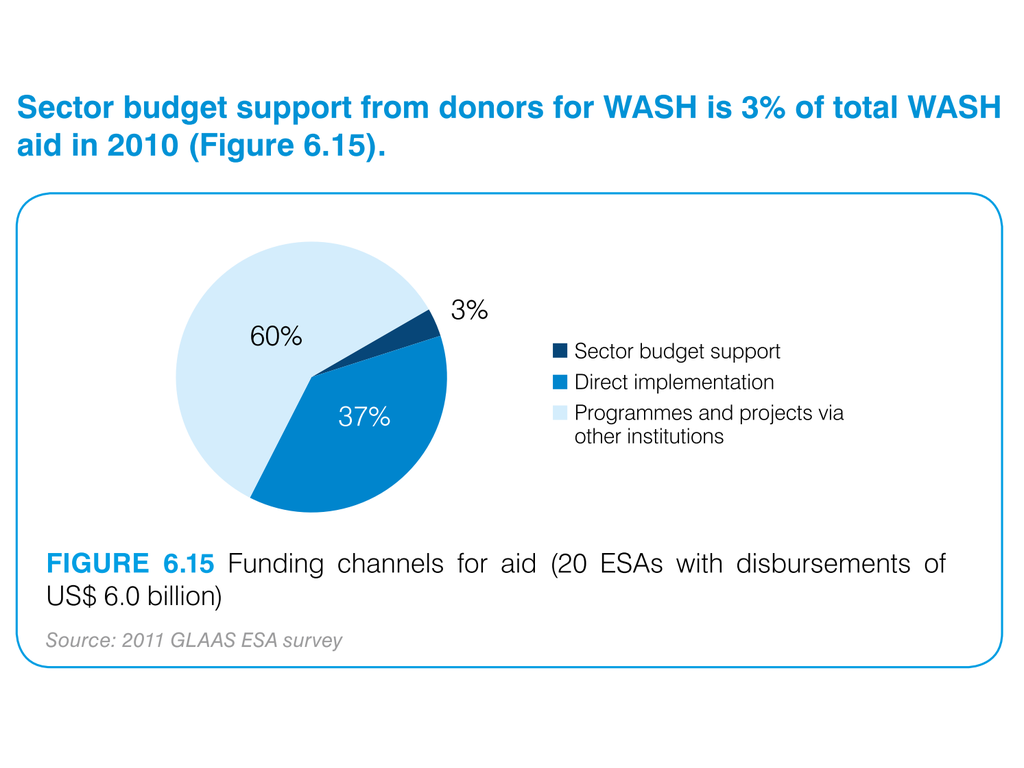 Sector budget support from donors for WASH is 3% of total WASH
aid in 2010 (Figure 6.15).
3%
60%
37%
Sector budget support
Direct implementation
Programmes and projects via
other institutions
FIGURE 6.15 Funding channels for aid (20 ESAs with disbursements of
US$ 6.0 billion)
Source: 2011 GLAAS ESA survey